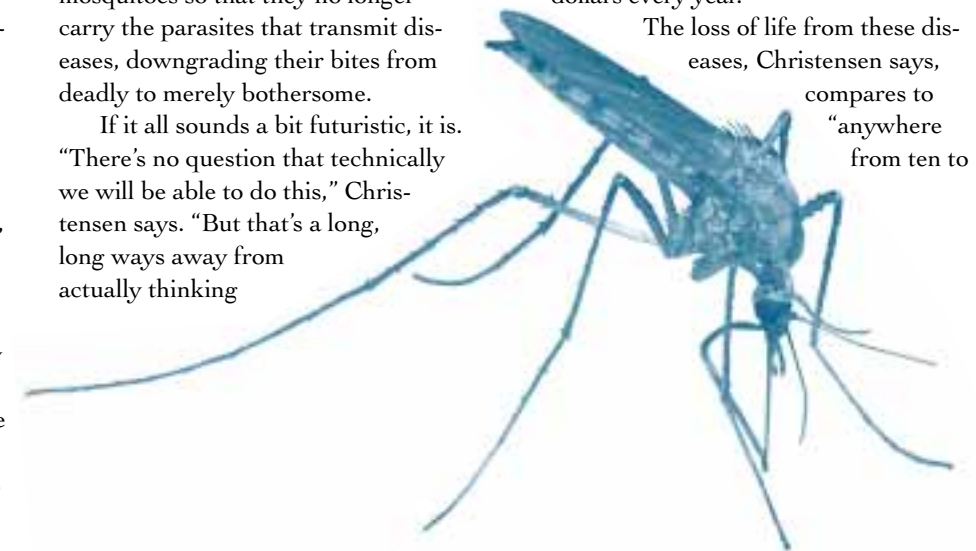 mosquitoes so that they no longer
carry the parasites that transmit dis-
eases, downgrading their bites from
deadly to merely bothersome.
If it all sounds a bit futuristic, it is.
“There’s no question that technically
we will be able to do this,” Chris-
tensen says. “But that’s a long,
long ways away from
actually thinking
dollars every year.
The loss of life from these dis-
eases, Christensen says,
compares to
“anywhere
from ten to